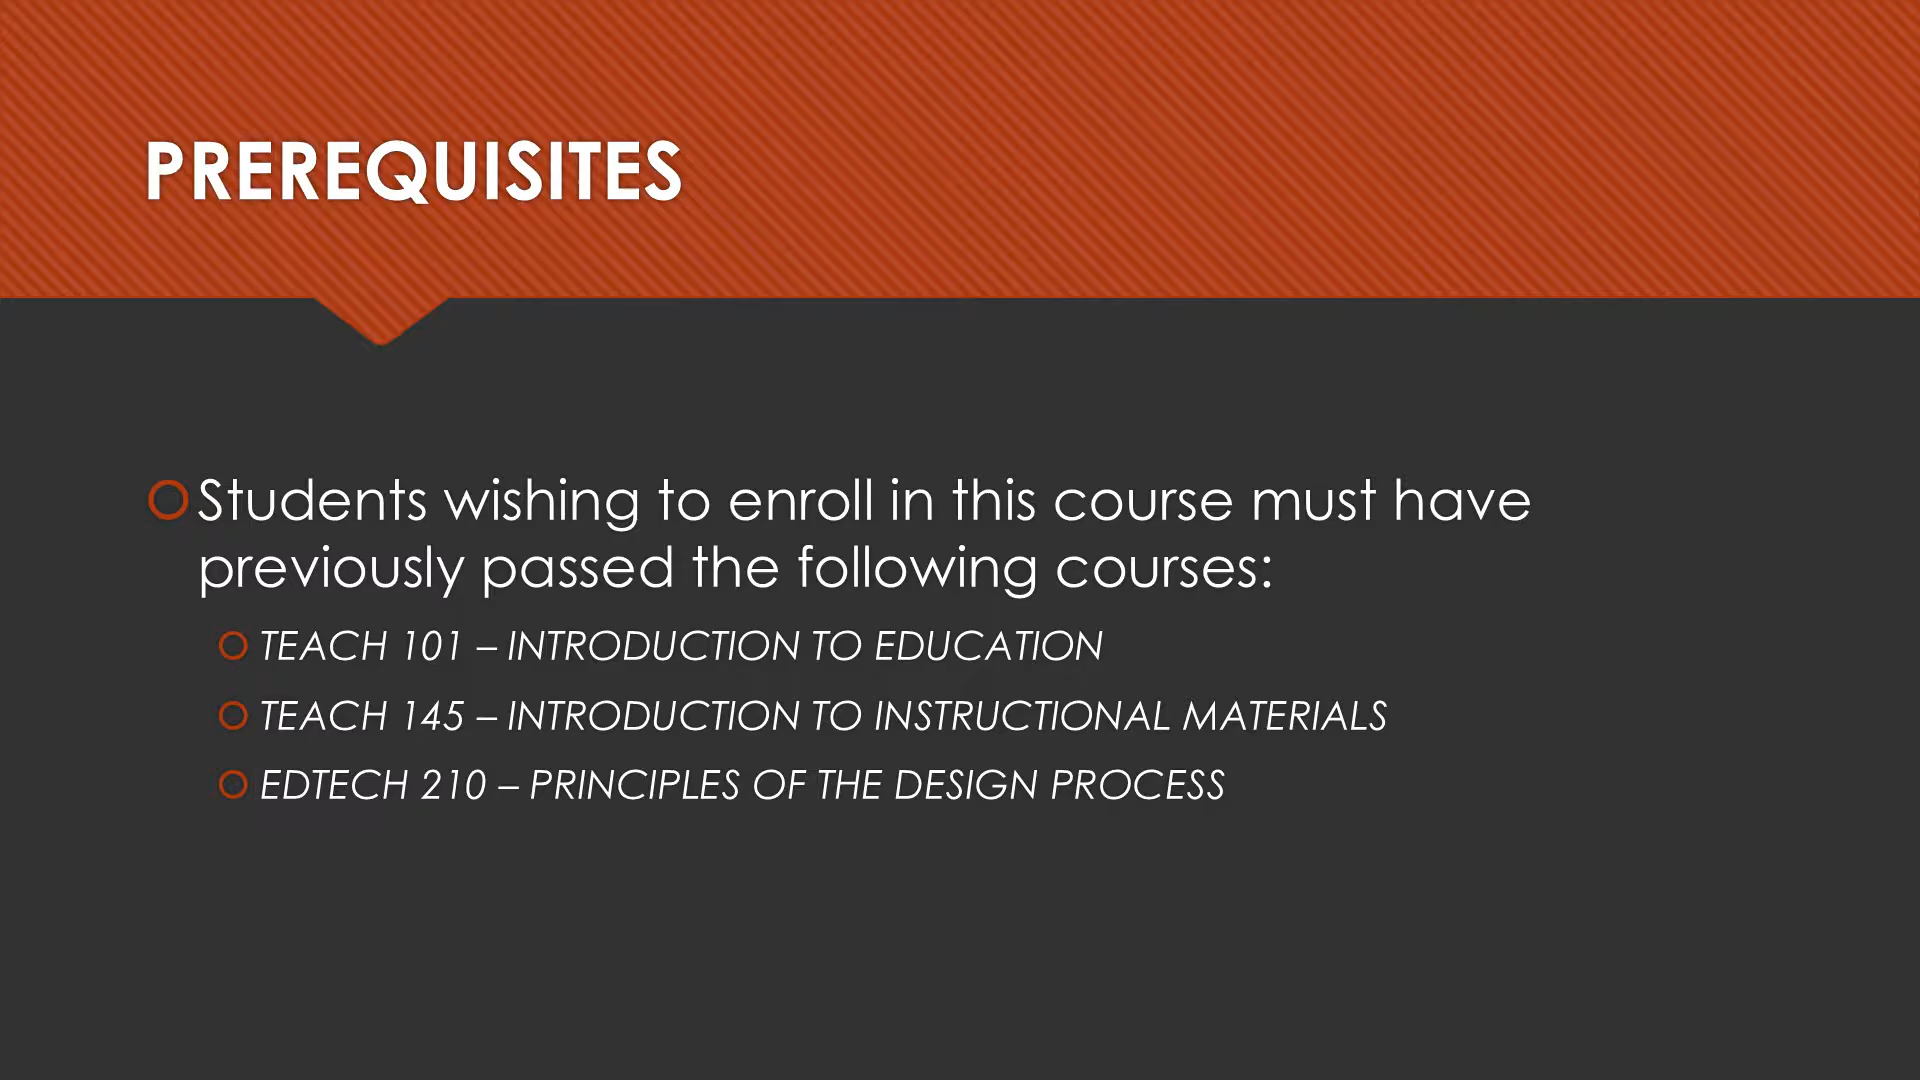 PREREQUISITES
Students wishing to enroll in this course must have
previously passed the following courses:
TEACH 101 – INTRODUCTION TO EDUCATION
TEACH 145 – INTRODUCTION TO INSTRUCTIONAL MATERIALS
EDTECH 210 – PRINCIPLES OF THE DESIGN PROCESS